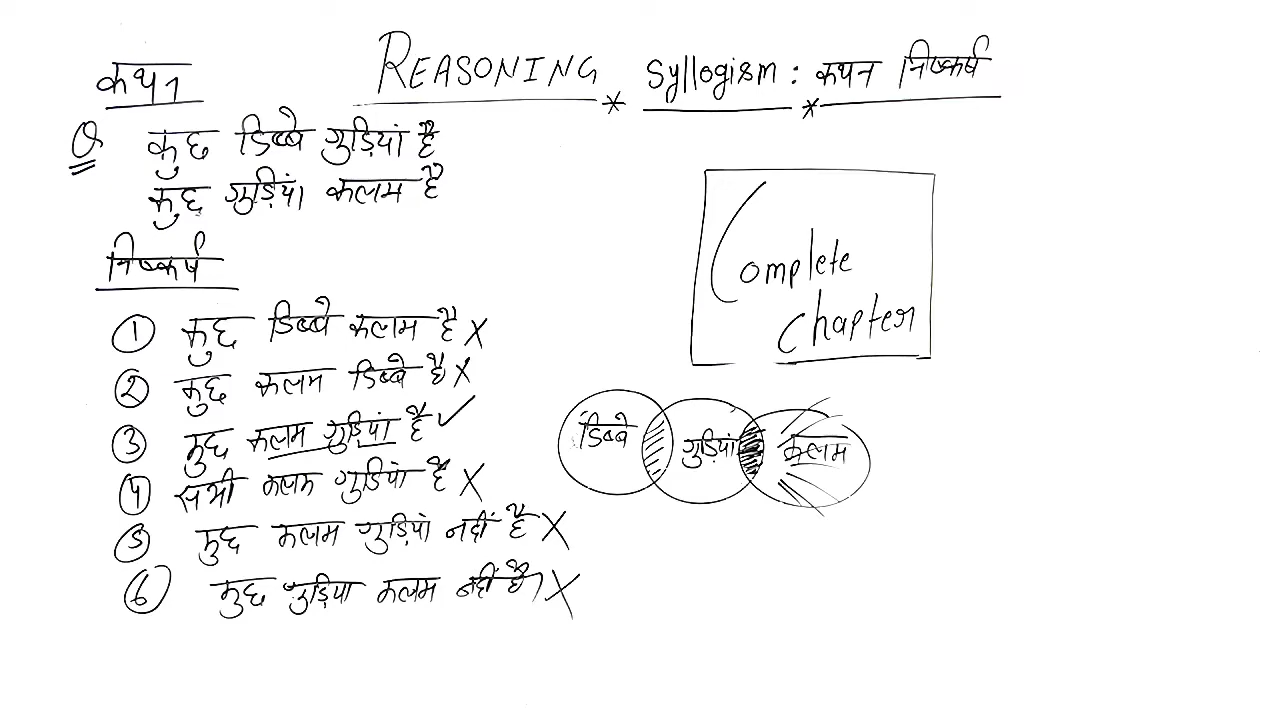 REASONING * Syllogism : * कथन निष्कर्ष
कथन
Q कुछ डिब्बे गुड़ियां है
कुछ गुड़ियां कलम है
निष्कर्ष
① कुछ डिब्बे कलम है X
② कुछ कलम डिब्बे है X
③ कुछ कलम गुड़ियां है ✓
④ सभी कलम गुडियां है X
⑤ कुछ कलम गुड़ियां नहीं है X
⑥ कुछ गुड़िया कलम नहीं है X
Complete
Chapter
डिब्बे गुड़ियां कलम